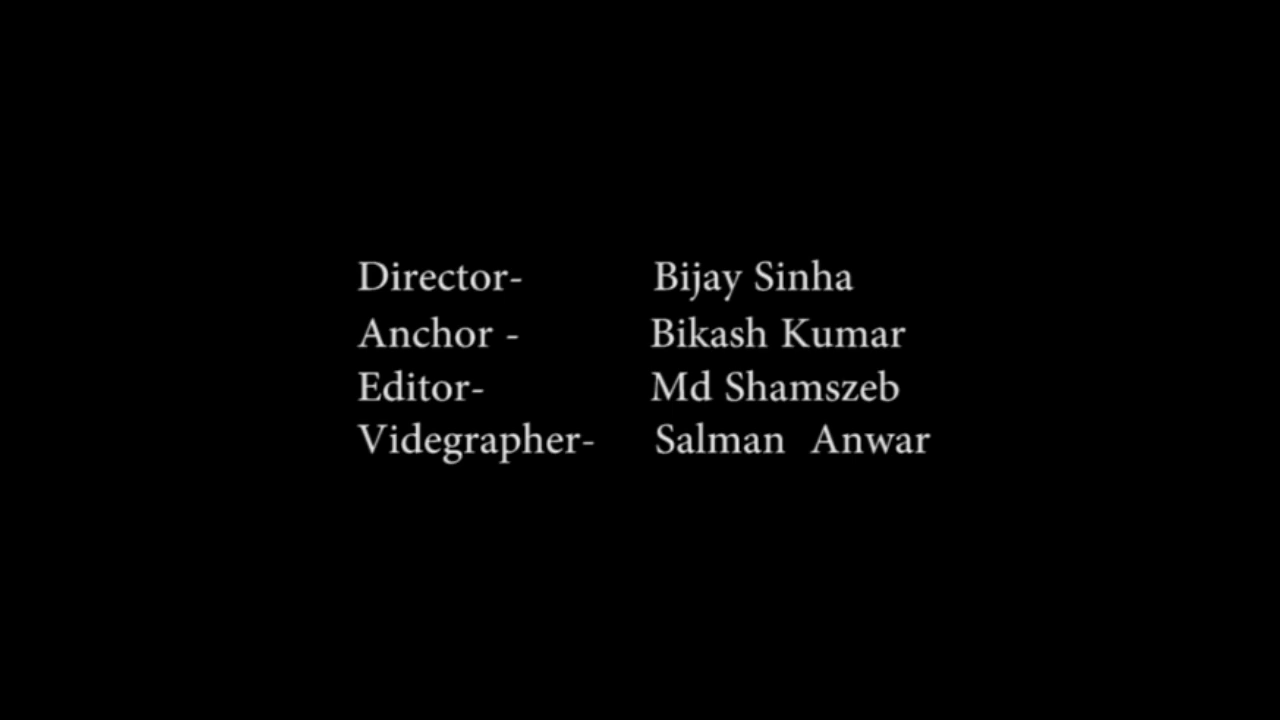 Director- Bijay Sinha
Anchor - Bikash Kumar
Editor- Md Shamszeb
Videgrapher- Salman Anwar